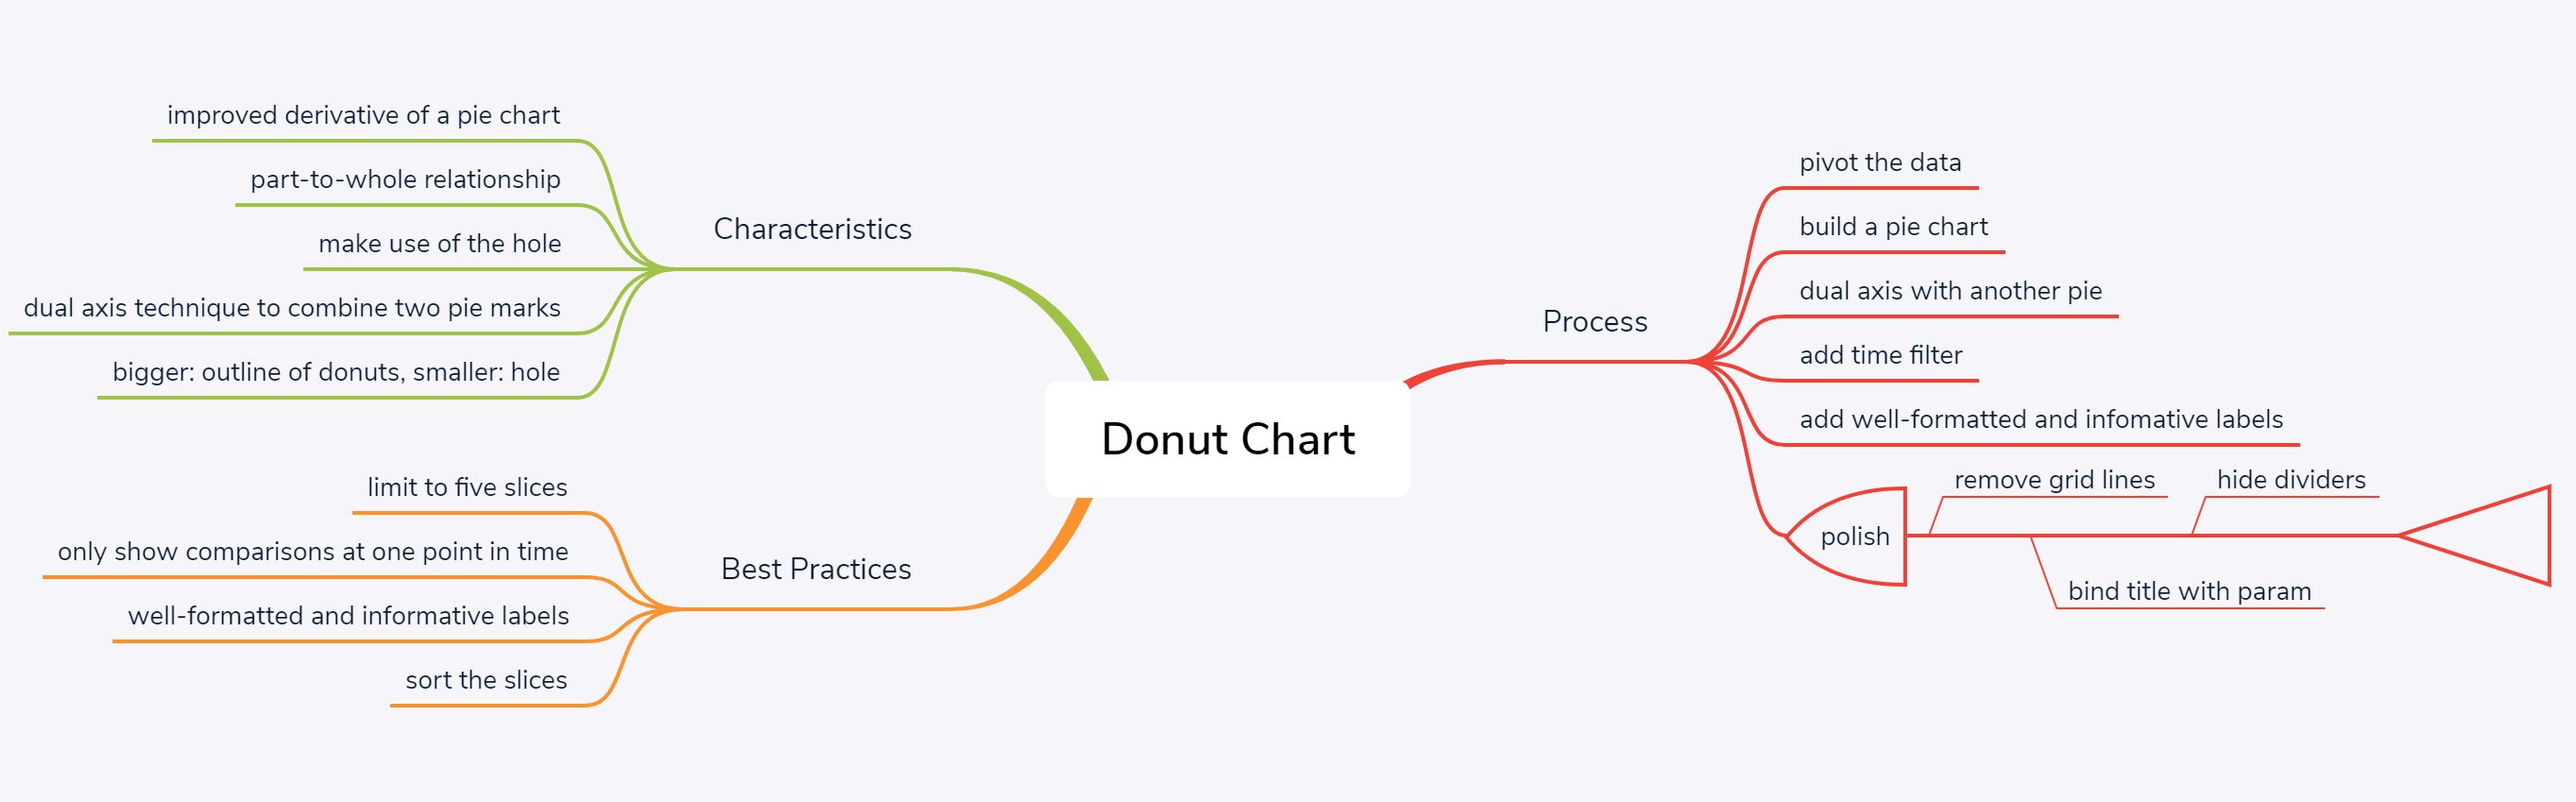 Donut Chart
Characteristics
improved derivative of a pie chart
part-to-whole relationship
make use of the hole
dual axis technique to combine two pie marks
bigger: outline of donuts, smaller: hole
Best Practices
limit to five slices
only show comparisons at one point in time
well-formatted and informative labels
sort the slices
Process
pivot the data
build a pie chart
dual axis with another pie
add time filter
add well-formatted and infomative labels
polish
remove grid lines
hide dividers
bind title with param